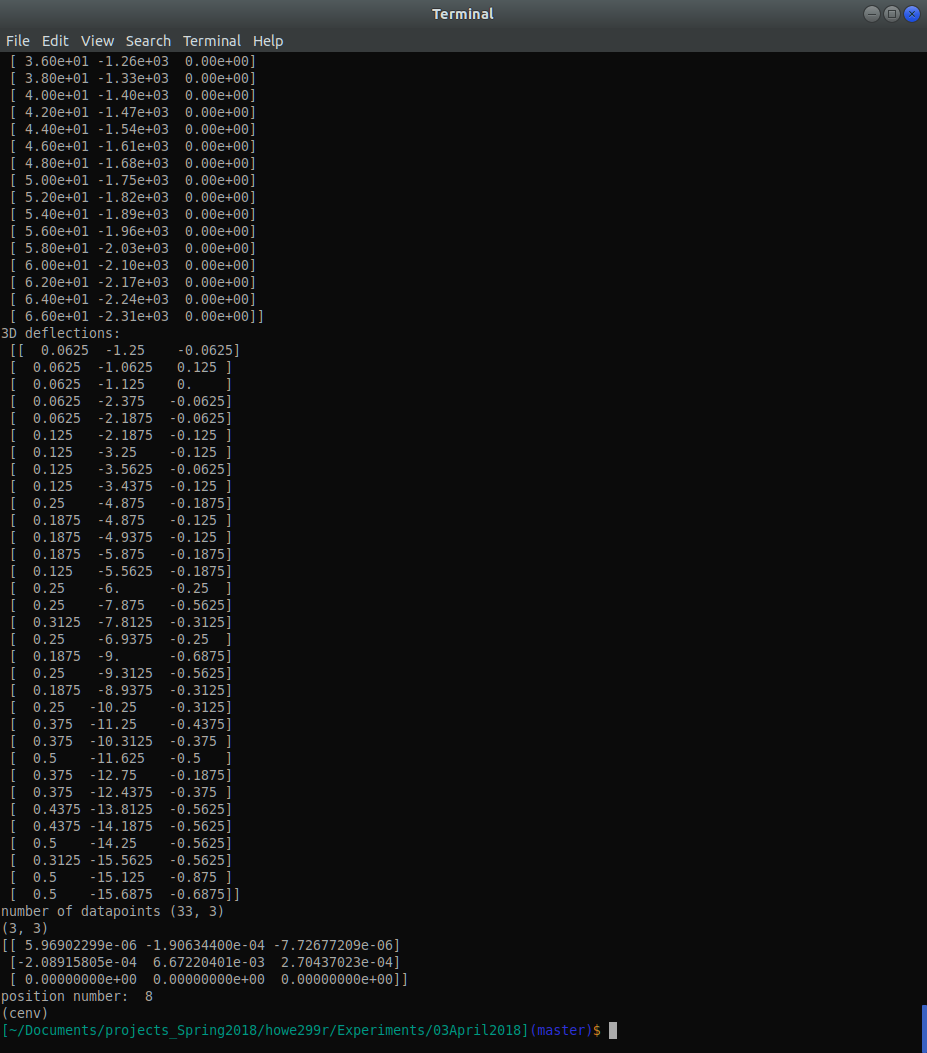 Terminal
File Edit View Search Terminal Help
[ 3.60e+01 -1.26e+03  0.00e+00]
[ 3.80e+01 -1.33e+03  0.00e+00]
[ 4.00e+01 -1.40e+03  0.00e+00]
[ 4.20e+01 -1.47e+03  0.00e+00]
[ 4.40e+01 -1.54e+03  0.00e+00]
[ 4.60e+01 -1.61e+03  0.00e+00]
[ 4.80e+01 -1.68e+03  0.00e+00]
[ 5.00e+01 -1.75e+03  0.00e+00]
[ 5.20e+01 -1.82e+03  0.00e+00]
[ 5.40e+01 -1.89e+03  0.00e+00]
[ 5.60e+01 -1.96e+03  0.00e+00]
[ 5.80e+01 -2.03e+03  0.00e+00]
[ 6.00e+01 -2.10e+03  0.00e+00]
[ 6.20e+01 -2.17e+03  0.00e+00]
[ 6.40e+01 -2.24e+03  0.00e+00]
[ 6.60e+01 -2.31e+03  0.00e+00]]
3D deflections:
[[  0.0625  -1.25    -0.0625]
[  0.0625  -1.0625   0.125 ]
[  0.0625  -1.125    0.    ]
[  0.0625  -2.375   -0.0625]
[  0.0625  -2.1875  -0.0625]
[  0.125   -2.1875  -0.125 ]
[  0.125   -3.25    -0.125 ]
[  0.125   -3.5625  -0.0625]
[  0.125   -3.4375  -0.125 ]
[  0.25    -4.875   -0.1875]
[  0.1875  -4.875   -0.125 ]
[  0.1875  -4.9375  -0.125 ]
[  0.1875  -5.875   -0.1875]
[  0.125   -5.5625  -0.1875]
[  0.25    -6.      -0.25  ]
[  0.25    -7.875   -0.5625]
[  0.3125  -7.8125  -0.3125]
[  0.25    -6.9375  -0.25  ]
[  0.1875  -9.      -0.6875]
[  0.25    -9.3125  -0.5625]
[  0.1875  -8.9375  -0.3125]
[  0.25   -10.25    -0.3125]
[  0.375  -11.25    -0.4375]
[  0.375  -10.3125  -0.375 ]
[  0.5    -11.625   -0.5   ]
[  0.375  -12.75    -0.1875]
[  0.375  -12.4375  -0.375 ]
[  0.4375 -13.8125  -0.5625]
[  0.4375 -14.1875  -0.5625]
[  0.5    -14.25    -0.5625]
[  0.3125 -15.5625  -0.5625]
[  0.5    -15.125   -0.875 ]
[  0.5    -15.6875  -0.6875]]
number of datapoints (33, 3)
(3, 3)
[[ 5.96902299e-06 -1.90634400e-04 -7.72677209e-06]
[-2.08915805e-04  6.67220401e-03  2.70437023e-04]
[ 0.00000000e+00  0.00000000e+00  0.00000000e+00]]
position number:  8
(cenv)
[~/Documents/projects_Spring2018/howe299r/Experiments/03April2018](master)$